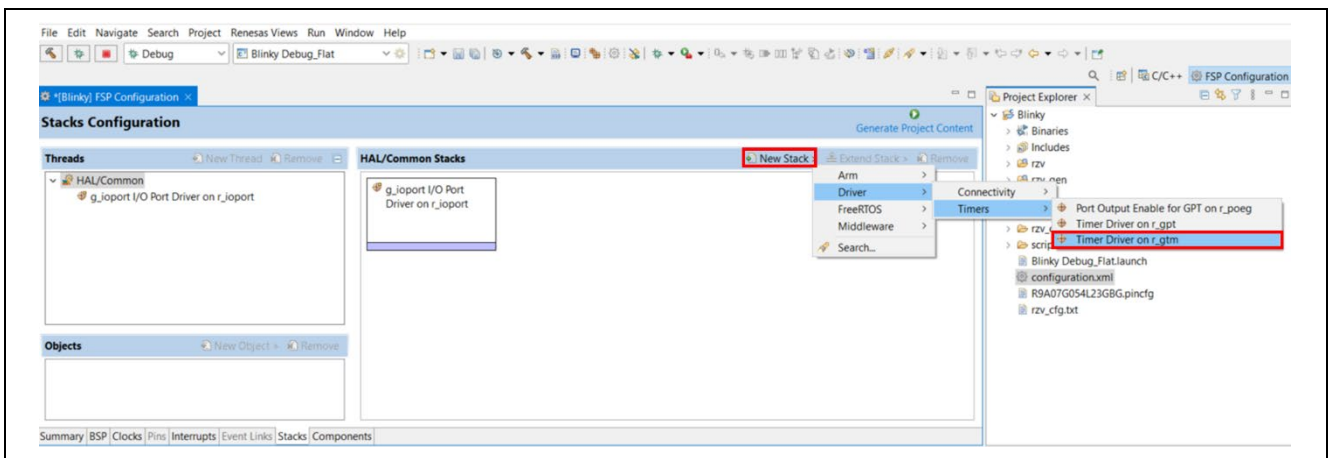 File Edit Navigate Search Project Renesas Views Run Window Help
Debug
Blinky Debug_Flat
C/C++
FSP Configuration
*[Blinky] FSP Configuration
Project Explorer
Stacks Configuration
Generate Project Content
Threads
New Thread
Remove
HAL/Common Stacks
New Stack >
Extend Stack >
Remove
HAL/Common
g_ioport I/O Port Driver on r_ioport
g_ioport I/O Port
Driver on r_ioport
Arm
Driver
FreeRTOS
Middleware
Search...
Connectivity
Timers
Port Output Enable for GPT on r_poeg
Timer Driver on r_gpt
Timer Driver on r_gtm
Blinky
Binaries
Includes
rzv
Blinky Debug_Flat.launch
configuration.xml
R9A07G054L23GBG.pincfg
rzv_cfg.txt
Objects
New Object >
Remove
Summary BSP Clocks Pins Interrupts Event Links Stacks Components